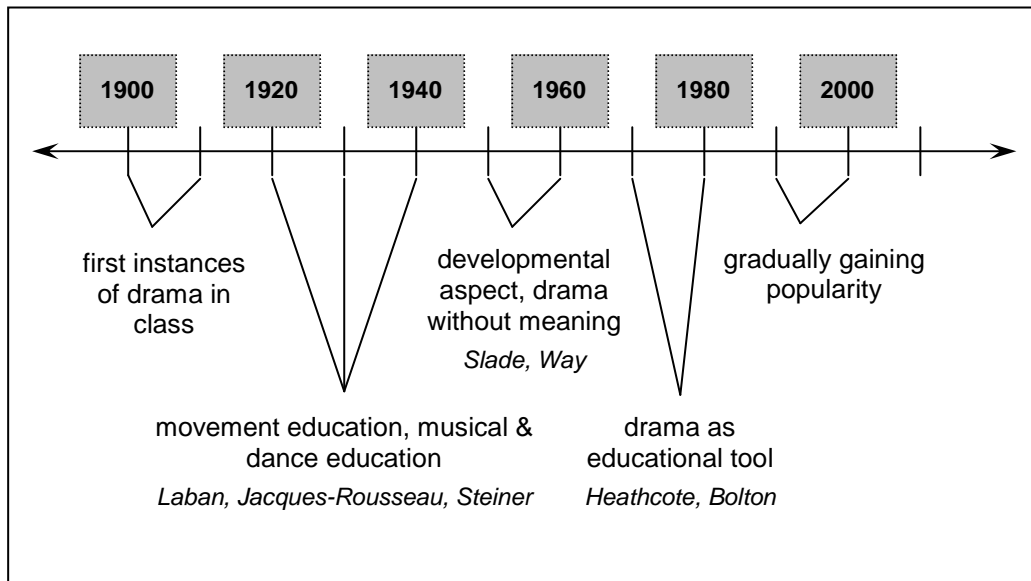 1900
1920
1940
1960
1980
2000
first instances
of drama in
class
developmental
aspect, drama
without meaning
Slade, Way
gradually gaining
popularity
movement education, musical &
dance education
Laban, Jacques-Rousseau, Steiner
drama as
educational tool
Heathcote, Bolton